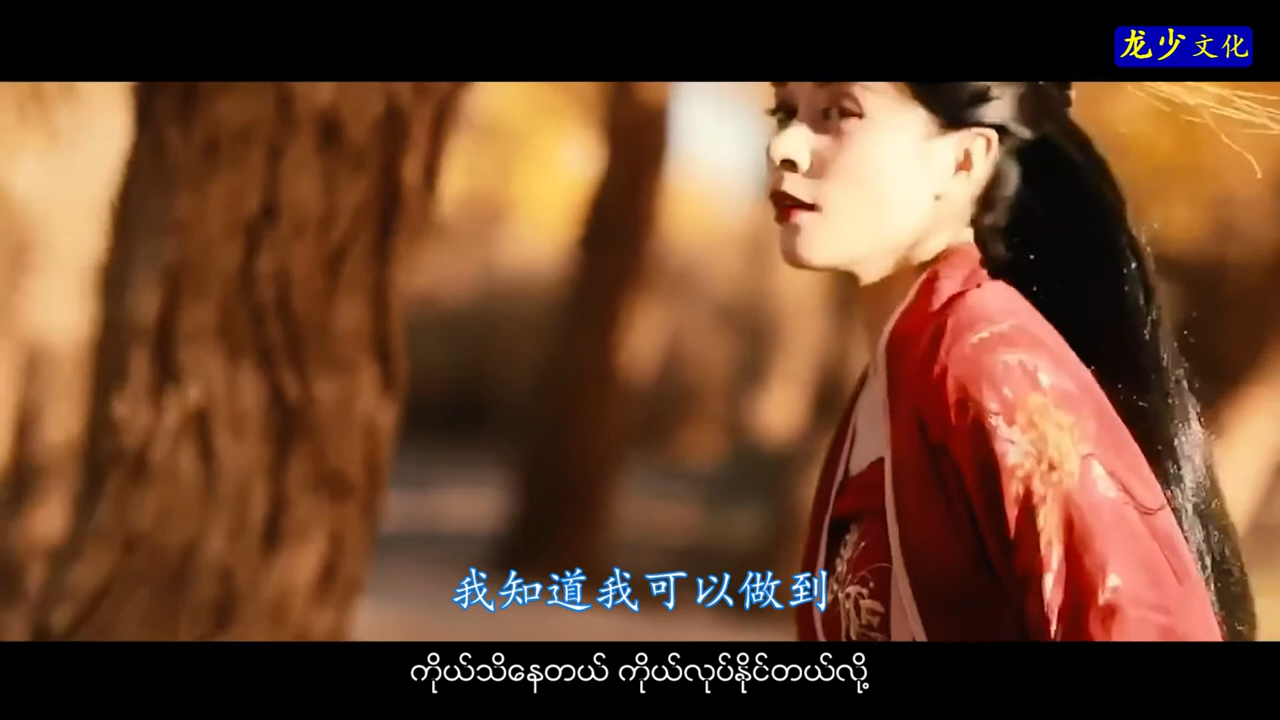 龙少文化
我知道我可以做到
ကိုယ်သိနေတယ် ကိုယ်လုပ်နိုင်တယ်လို့